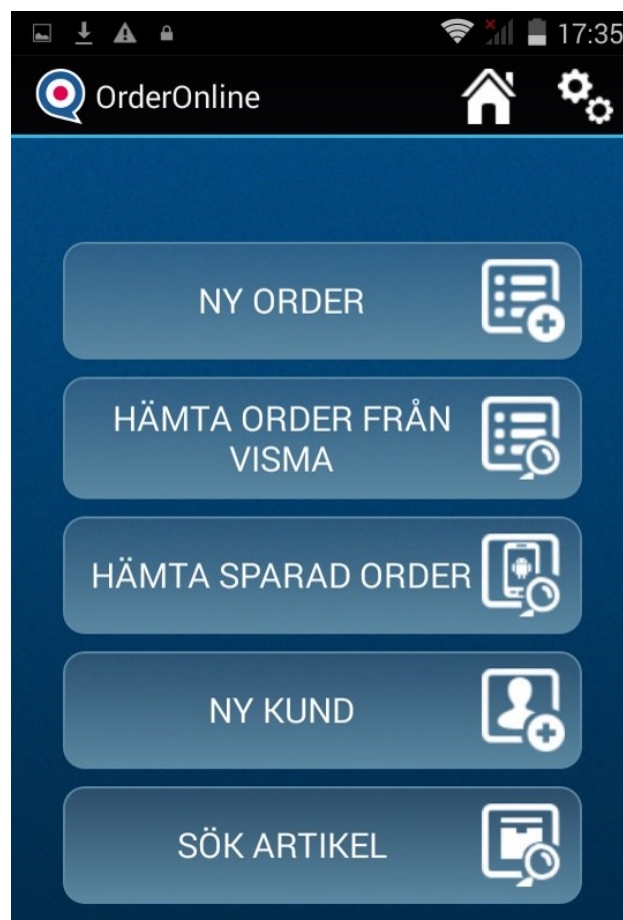 17:35
OrderOnline
NY ORDER
HÄMTA ORDER FRÅN
VISMA
HÄMTA SPARAD ORDER
NY KUND
SÖK ARTIKEL